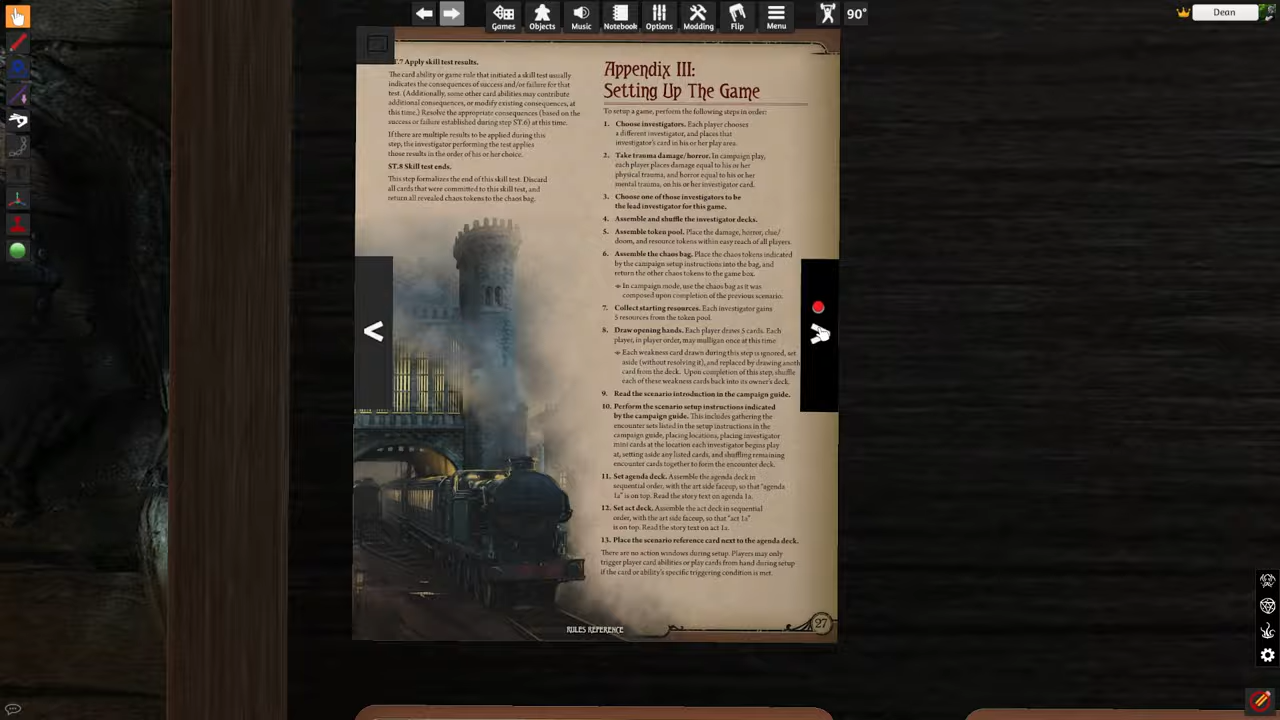 Games
Objects
Music
Notebook
Options
Modding
Flip
Menu
90°
Dean
.7 Apply skill test results.
The card ability or game rule that initiated a skill test usually
indicates the consequences of success and/or failure for that
test. (Additionally, some other card abilities may contribute
additional consequences, or modify existing consequences, at
this time.) Resolve the appropriate consequences (based on the
success or failure established during step ST.6) at this time.
If there are multiple results to be applied during this
step, the investigator performing the test applies
those results in the order of his or her choice.
ST.8 Skill test ends.
This step formalizes the end of this skill test. Discard
all cards that were committed to this skill test, and
return all revealed chaos tokens to the chaos bag.
<
Appendix III:
Setting Up The Game
To setup a game, perform the following steps in order:
1. Choose investigators. Each player chooses
a different investigator, and places that
investigator's card in his or her play area.
2. Take trauma damage/horror. In campaign play,
each player places damage equal to his or her
physical trauma, and horror equal to his or her
mental trauma, on his or her investigator card.
3. Choose one of those investigators to be
the lead investigator for this game.
4. Assemble and shuffle the investigator decks.
5. Assemble token pool. Place the damage, horror, clue/
doom, and resource tokens within easy reach of all players.
6. Assemble the chaos bag. Place the chaos tokens indicated
by the campaign setup instructions into the bag, and
return the other chaos tokens to the game box.
In campaign mode, use the chaos bag as it was
composed upon completion of the previous scenario.
7. Collect starting resources. Each investigator gains
5 resources from the token pool.
8. Draw opening hands. Each player draws 5 cards. Each
player, in player order, may mulligan once at this time
Each weakness card drawn during this step is ignored, set
aside (without resolving it), and replaced by drawing anoth
card from the deck. Upon completion of this step, shuffle
each of these weakness cards back into its owner's deck.
9. Read the scenario introduction in the campaign guide.
10. Perform the scenario setup instructions indicated
by the campaign guide. This includes gathering the
encounter sets listed in the setup instructions in the
campaign guide, placing locations, placing investigator
mini cards at the location each investigator begins play
at, setting aside any listed cards, and shuffling remaining
encounter cards together to form the encounter deck.
11. Set agenda deck. Assemble the agenda deck in
sequential order, with the art side faceup, so that "agenda
1a" is on top. Read the story text on agenda 1a.
12. Set act deck. Assemble the act deck in sequential
order, with the art side faceup, so that "act 1a"
is on top. Read the story text on act 1a.
13. Place the scenario reference card next to the agenda deck.
There are no action windows during setup. Players may only
trigger player card abilities or play cards from hand during setup
if the card or ability's specific triggering condition is met.
RULES REFERENCE
27